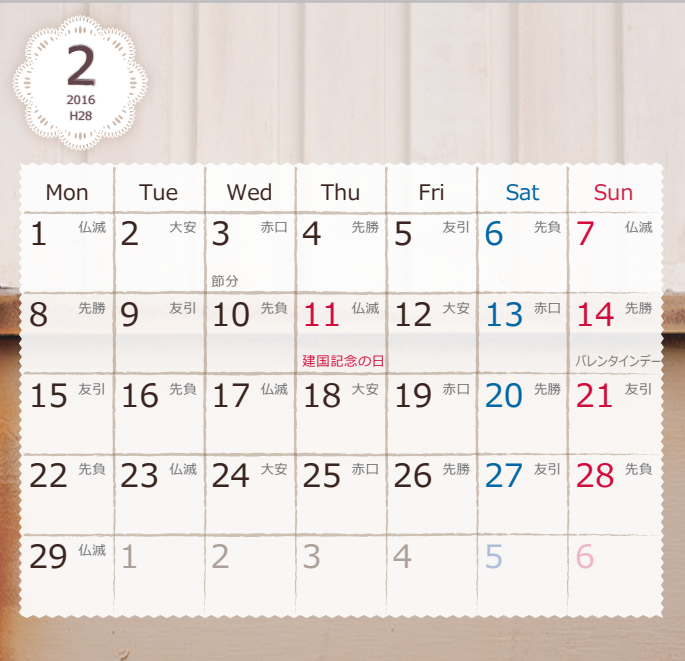 2
2016
H28
Mon Tue Wed Thu Fri Sat Sun
1 仏滅 2 大安 3 赤口 4 先勝 5 友引 6 先負 7 仏滅
節分
8 先勝 9 友引 10 先負 11 仏滅 12 大安 13 赤口 14 先勝
建国記念の日 バレンタインデー
15 友引 16 先負 17 仏滅 18 大安 19 赤口 20 先勝 21 友引
22 先負 23 仏滅 24 大安 25 赤口 26 先勝 27 友引 28 先負
29 仏滅 1 2 3 4 5 6